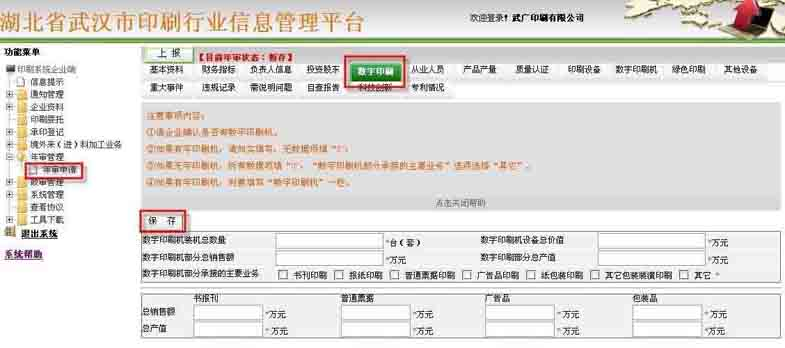 湖北省武汉市印刷行业信息管理平台
欢迎登录！武广印刷有限公司
功能菜单
印刷系统企业端
信息提示
通知管理
企业资料
印刷委托
承印登记
境外来（进）料加工业务
年审管理
年审申请
系统管理
查看协议
工具下载
退出系统
系统帮助
上 报
【目前年审状态：暂存】
基本资料 财务指标 负责人信息 投资股东 数字印刷 从业人员 产品产量 质量认证 印刷设备 数字印刷机 绿色印刷 其他设备
重大事件 违规记录 需说明问题 自查报告 科技创新 专利情况
注意事项内容：
①请企业确认是否有数字印刷机。
②如果有年印刷机，请如实填写，无数据项填“0”。
③如果无年印刷机，所有数据项填“0”，“数字印刷机部分承接的主要业务”选项选择“其它”。
④如果有年印刷机，则要填写“数字印刷机”一栏。
点击关闭帮助
保 存
数字印刷机装机总数量 *台（套） 数字印刷机设备总价值 *万元
数字印刷机部分总销售额 *万元 数字印刷部分总产值 *万元
数字印刷机部分承接的主要业务 书刊印刷 报纸印刷 普通票据印刷 广告品印刷 纸包装印刷 其它包装装潢印刷 其它 *
书报刊 普通票据 广告品 包装品
总销售额 *万元 *万元 *万元 *万元
总产值 *万元 *万元 *万元 *万元